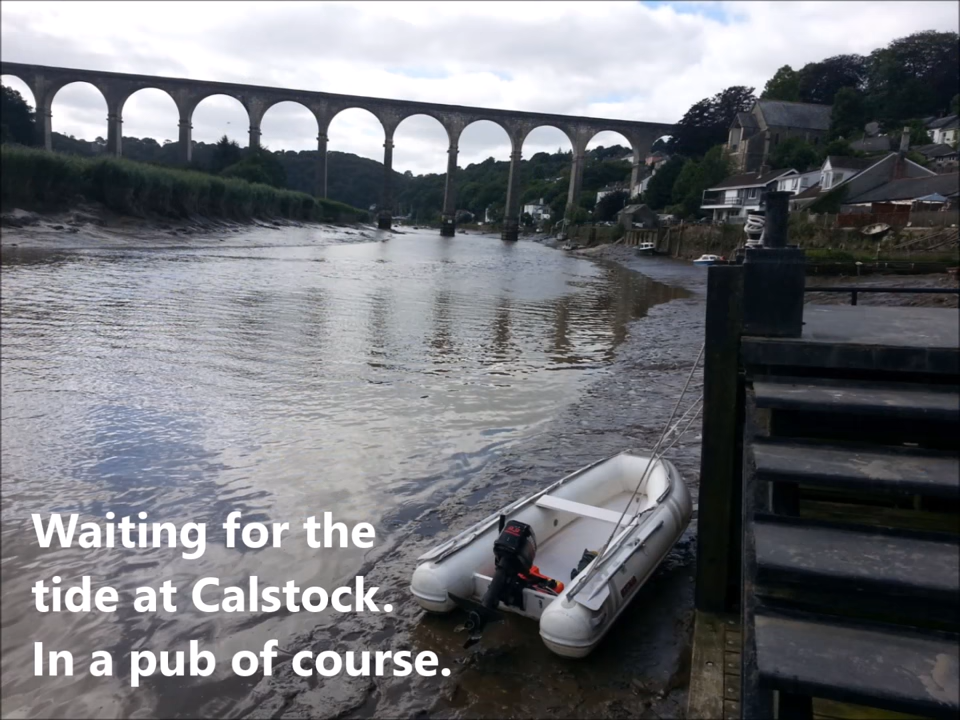 Waiting for the
tide at Calstock.
In a pub of course.